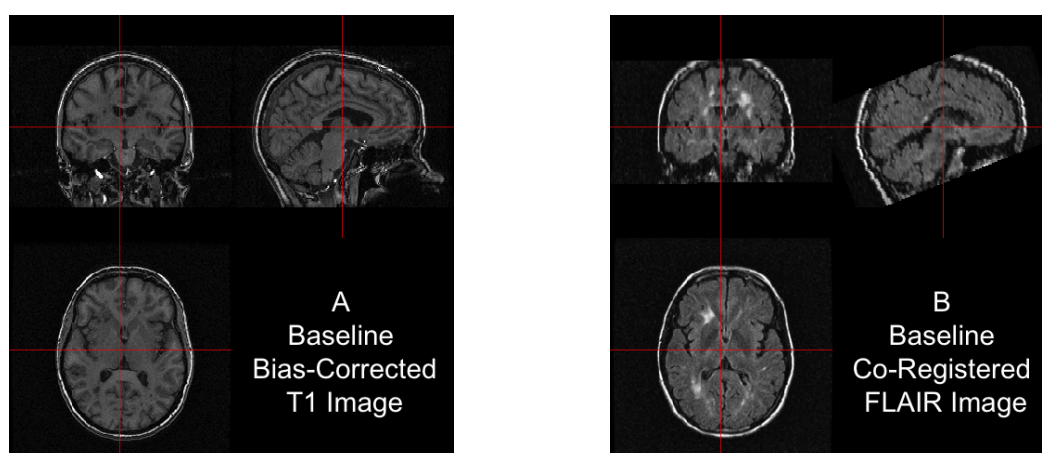 A
Baseline
Bias-Corrected
T1 Image
B
Baseline
Co-Registered
FLAIR Image